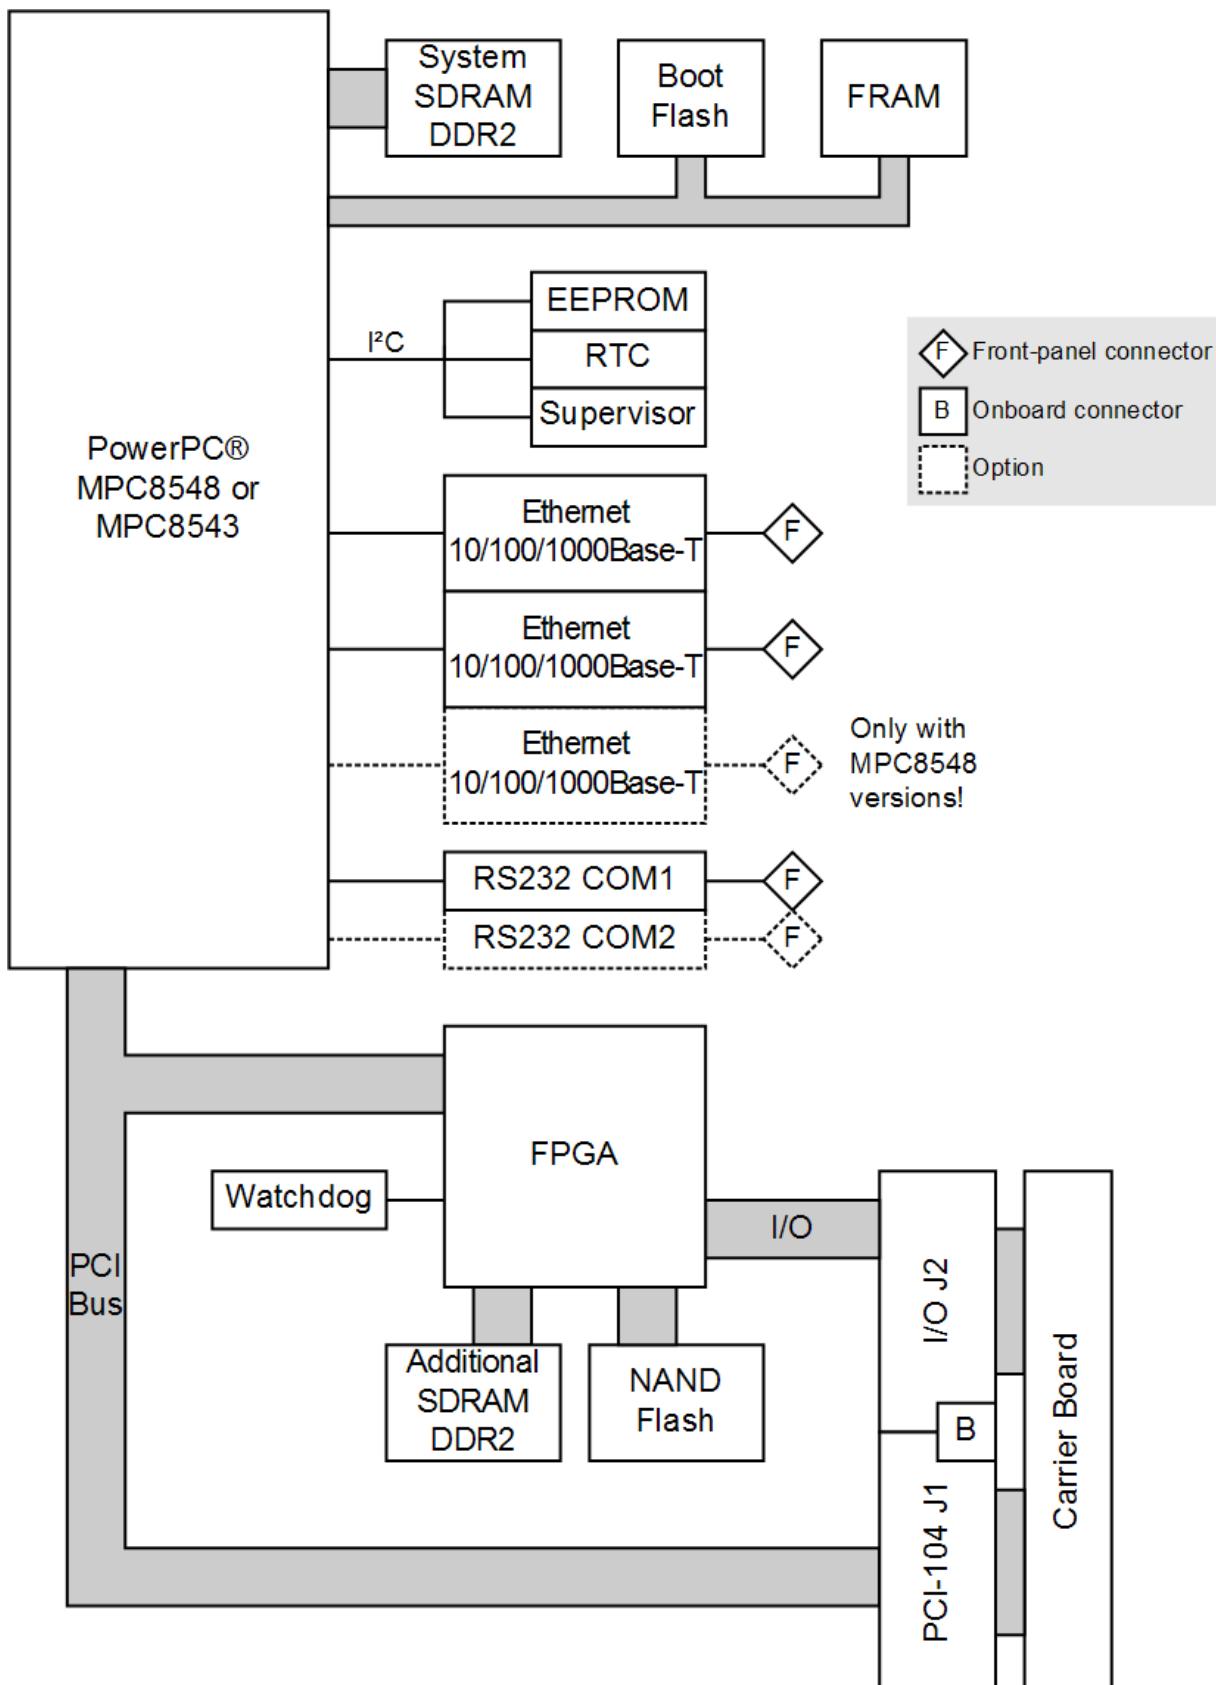 System
SDRAM
DDR2
Boot
Flash
FRAM
EEPROM
I²C
RTC
Supervisor
F Front-panel connector
B Onboard connector
Option
PowerPC®
MPC8548 or
MPC8543
Ethernet
10/100/1000Base-T
F
Ethernet
10/100/1000Base-T
F
Ethernet
10/100/1000Base-T
F
Only with
MPC8548
versions!
RS232 COM1
F
RS232 COM2
F
FPGA
Watchdog
I/O
PCI
Bus
Additional
SDRAM
DDR2
NAND
Flash
I/O J2
B
PCI-104 J1
Carrier Board